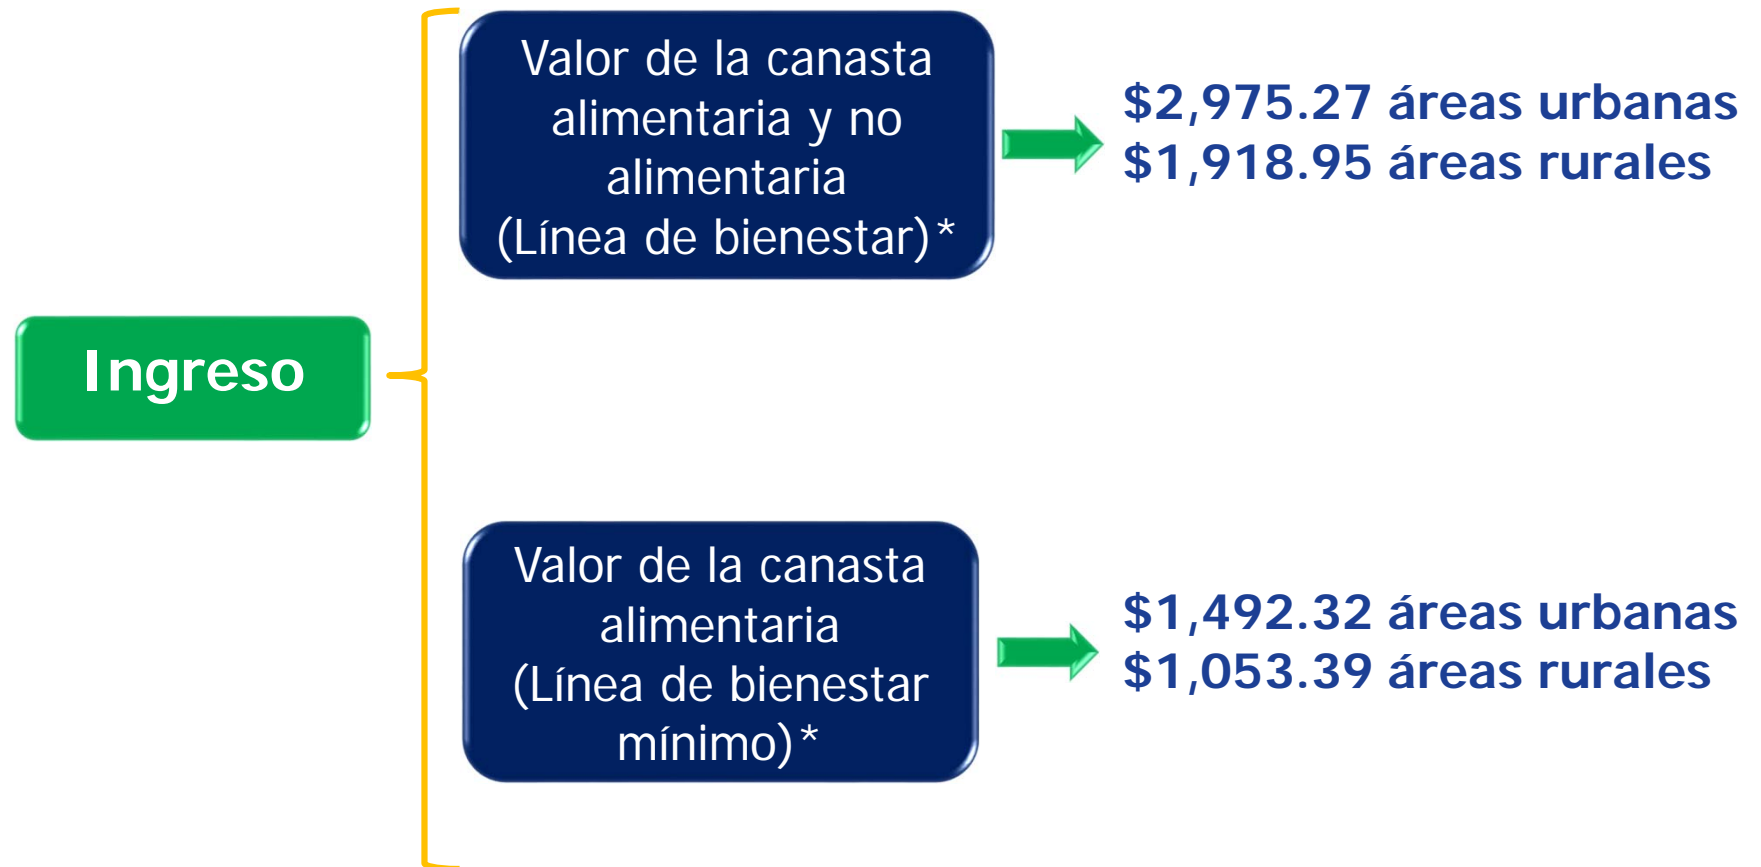 Valor de la canasta
alimentaria y no
alimentaria
(Línea de bienestar)*
$2,975.27 áreas urbanas
$1,918.95 áreas rurales
Ingreso
Valor de la canasta
alimentaria
(Línea de bienestar
mínimo)*
$1,492.32 áreas urbanas
$1,053.39 áreas rurales